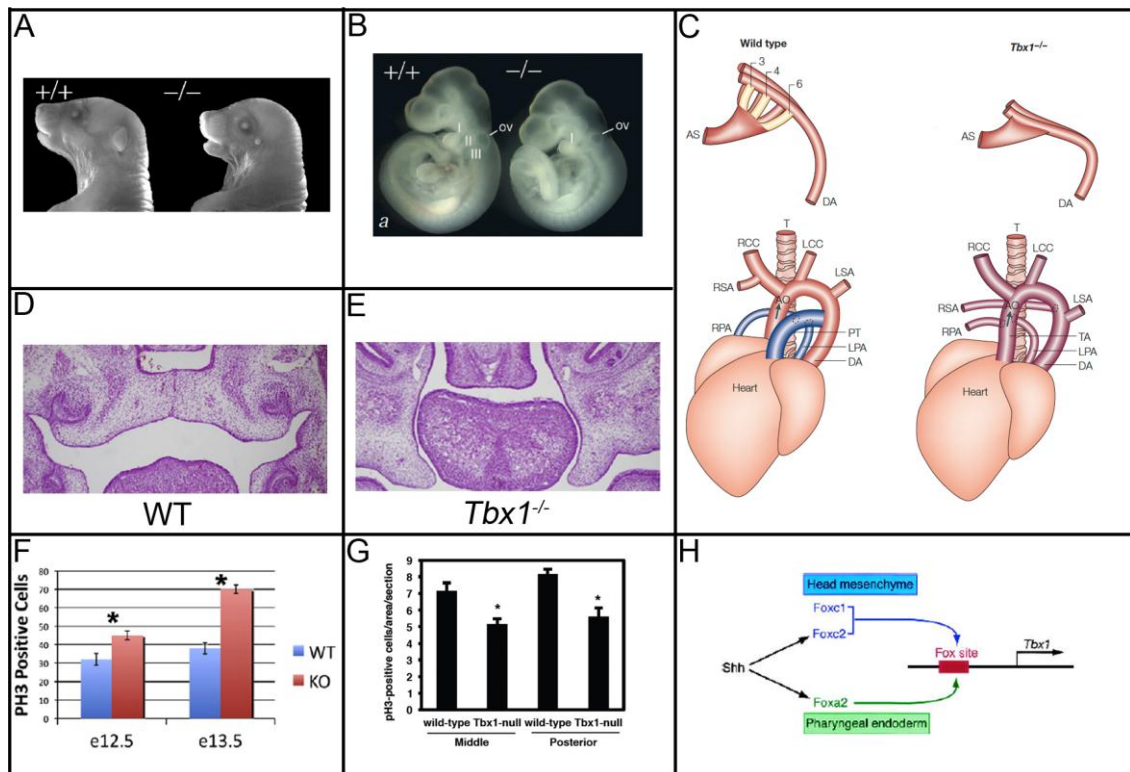 A
+/+ −/−
B
+/+ −/−
I
II
III
ov
I
ov
a
C
Wild type
Tbx1−/−
3
4
6
AS
DA
AS
DA
T
RCC
LCC
RSA
LSA
AO
RPA
PT
LPA
DA
Heart
T
RCC
LCC
RSA
LSA
AO
RPA
TA
LPA
DA
Heart
D
WT
E
Tbx1-/-
F
PH3 Positive Cells
80
70
60
50
40
30
20
10
0
*
*
e12.5 e13.5
WT
KO
G
pH3-positive cells/area/section
9
8
7
6
5
4
3
2
1
0
*
*
wild-type Tbx1-null wild-type Tbx1-null
Middle Posterior
H
Head mesenchyme
Foxc1
Foxc2
Tbx1
Fox site
Shh
Foxa2
Pharyngeal endoderm